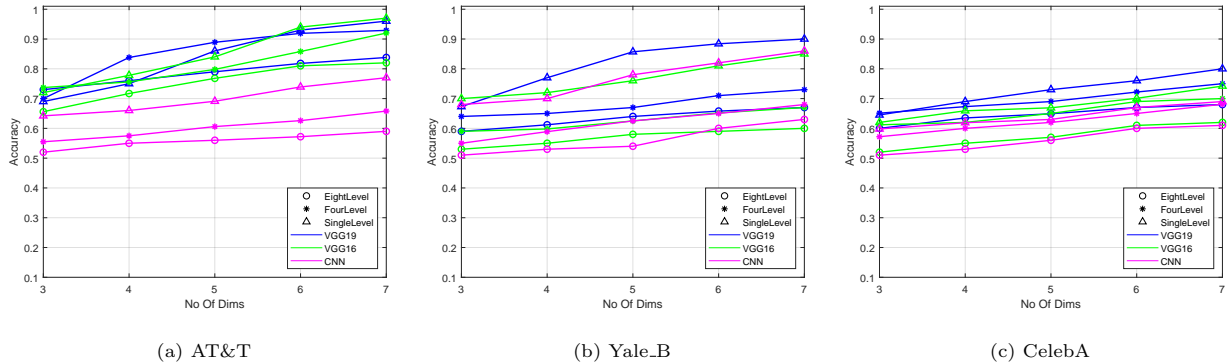 1
0.9
0.8
0.7
0.6
0.5
0.4
0.3
0.2
0.1
Accuracy
3 4 5 6 7
No Of Dims
EightLevel
FourLevel
SingleLevel
VGG19
VGG16
CNN
(a) AT&T
1
0.9
0.8
0.7
0.6
0.5
0.4
0.3
0.2
0.1
Accuracy
3 4 5 6 7
No Of Dims
EightLevel
FourLevel
SingleLevel
VGG19
VGG16
CNN
(b) Yale_B
1
0.9
0.8
0.7
0.6
0.5
0.4
0.3
0.2
0.1
Accuracy
3 4 5 6 7
No Of Dims
EightLevel
FourLevel
SingleLevel
VGG19
VGG16
CNN
(c) CelebA